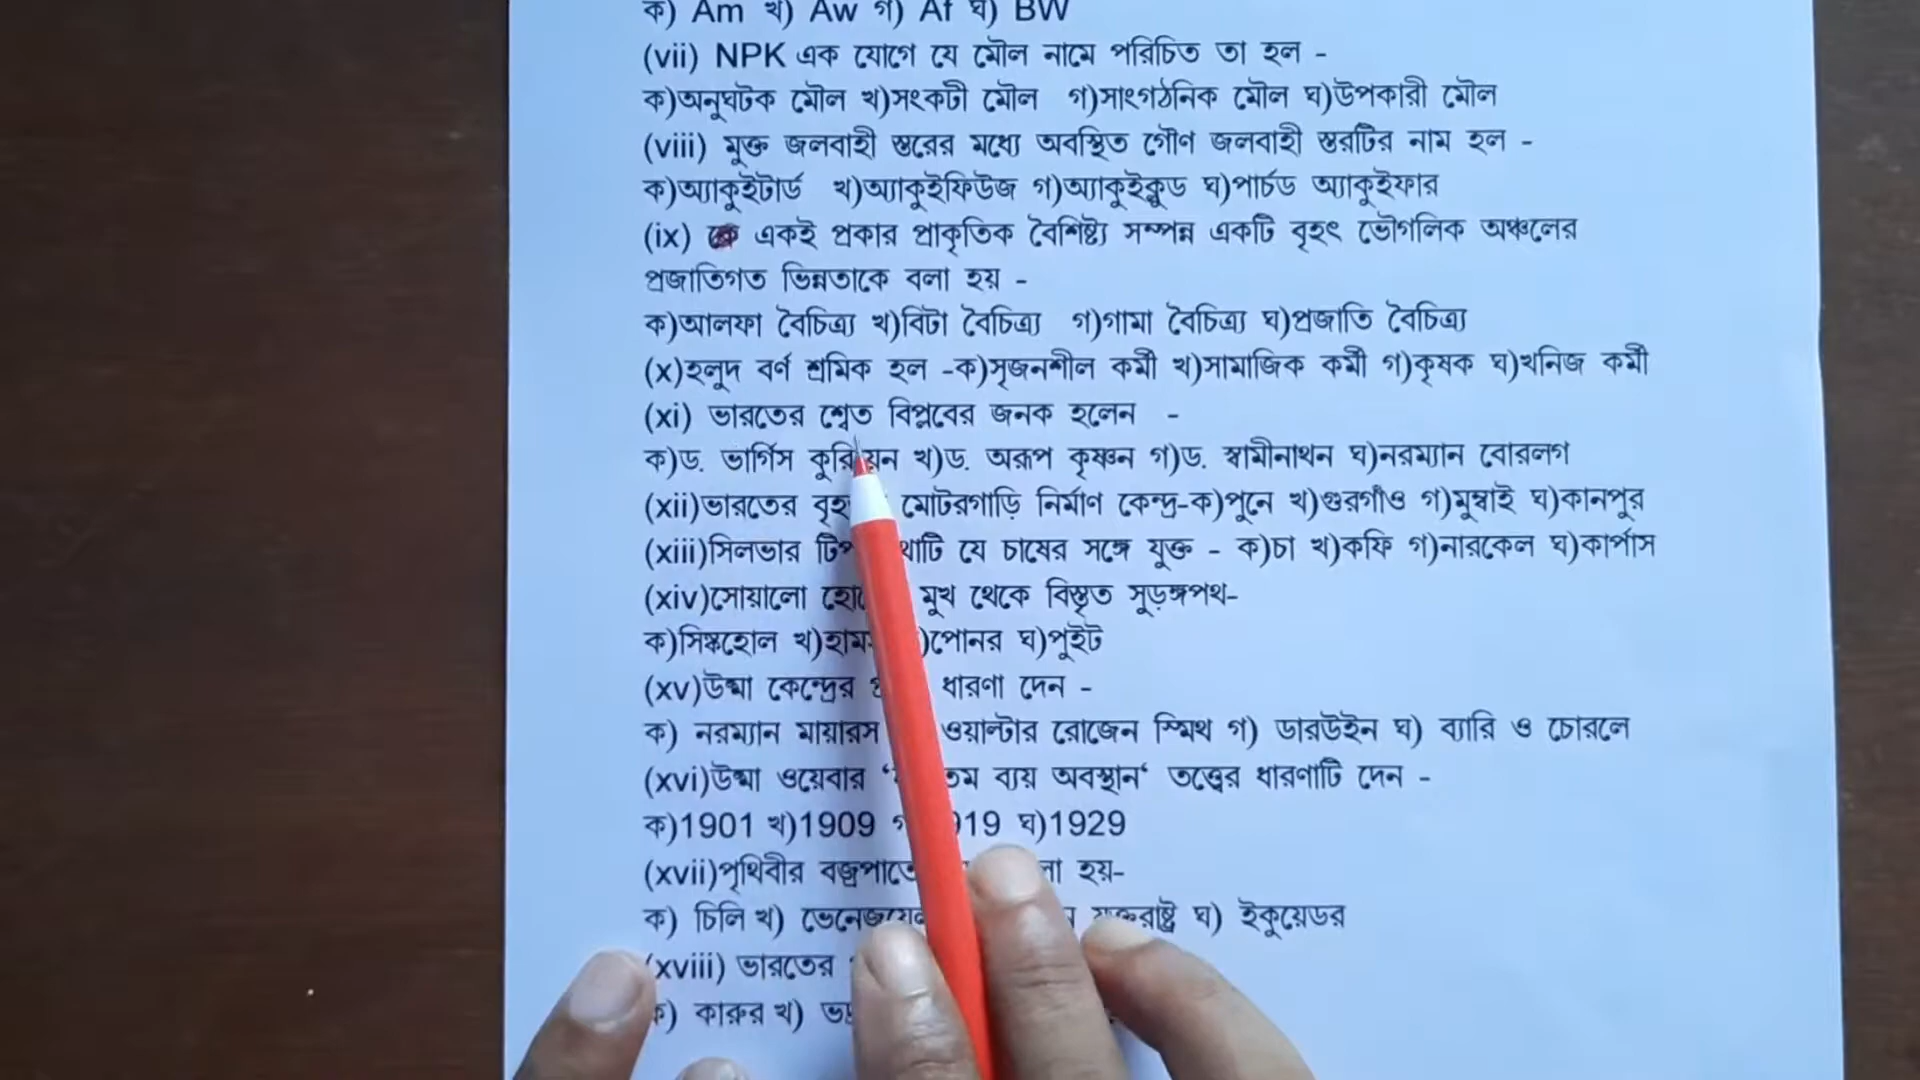 ক) Am খ) Aw গ) Af ঘ) BW
(vii) NPK এক যোগে যে মৌল নামে পরিচিত তা হল -
ক)অনুঘটক মৌল খ)সংকটী মৌল গ)সাংগঠনিক মৌল ঘ)উপকারী মৌল
(viii) মুক্ত জলবাহী স্তরের মধ্যে অবস্থিত গৌণ জলবাহী স্তরটির নাম হল -
ক)অ্যাকুইটার্ড খ)অ্যাকুইফিউজ গ)অ্যাকুইক্লুড ঘ)পার্চড অ্যাকুইফার
(ix) একই প্রকার প্রাকৃতিক বৈশিষ্ট্য সম্পন্ন একটি বৃহৎ ভৌগলিক অঞ্চলের
প্রজাতিগত ভিন্নতাকে বলা হয় -
ক)আলফা বৈচিত্র্য খ)বিটা বৈচিত্র্য গ)গামা বৈচিত্র্য ঘ)প্রজাতি বৈচিত্র্য
(x)হলুদ বর্ণ শ্রমিক হল -ক)সৃজনশীল কর্মী খ)সামাজিক কর্মী গ)কৃষক ঘ)খনিজ কর্মী
(xi) ভারতের শ্বেত বিপ্লবের জনক হলেন -
ক)ড. ভার্গিস কুরিয়েন খ)ড. অরূপ কৃষ্ণন গ)ড. স্বামীনাথন ঘ)নরম্যান বোরলগ
(xii)ভারতের মোটরগাড়ি নির্মাণ কেন্দ্র-ক)পুনে খ)গুরগাঁও গ)মুম্বাই ঘ)কানপুর
(xiii)সিলভার যে চাষের সঙ্গে যুক্ত - ক)চা খ)কফি গ)নারকেল ঘ)কার্পাস
(xiv)সোয়ালো মুখ থেকে বিস্তৃত সুড়ঙ্গপথ-
ক)সিঙ্কহোল খ) পোনর ঘ)পুইট
(xv)উষ্মা কেন্দ্রের ধারণা দেন -
ক) নরম্যান মায়ারস ওয়াল্টার রোজেন স্মিথ গ) ডারউইন ঘ) ব্যারি ও চোরলে
(xvi)উষ্মা ওয়েবার ব্যয় অবস্থান‘ তত্ত্বের ধারণাটি দেন -
ক)1901 খ)1909 ঘ)1929
(xvii)পৃথিবীর হয়-
ক) চিলি খ) ঘ) ইকুয়েডর
(xviii) ভারতের
ক) কারুর খ)